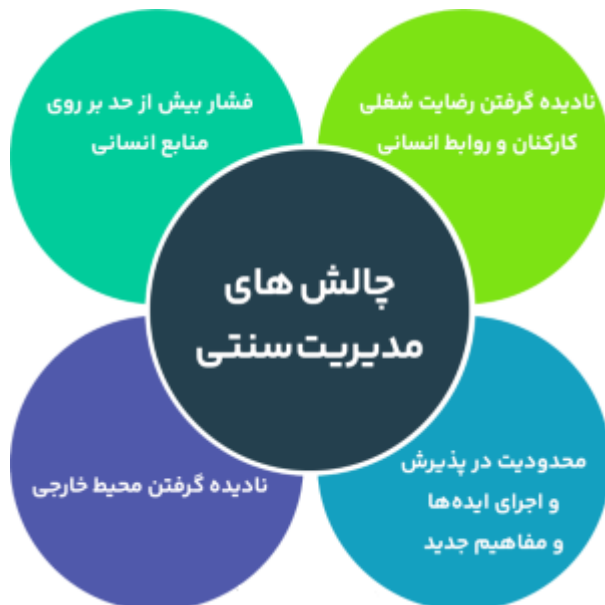 نادیده گرفتن رضایت شغلی
کارکنان و روابط انسانی
فشار بیش از حد بر روی
منابع انسانی
چالش های
مدیریت سنتی
محدودیت در پذیرش
و اجرای ایده‌ها
و مفاهیم جدید
نادیده گرفتن محیط خارجی